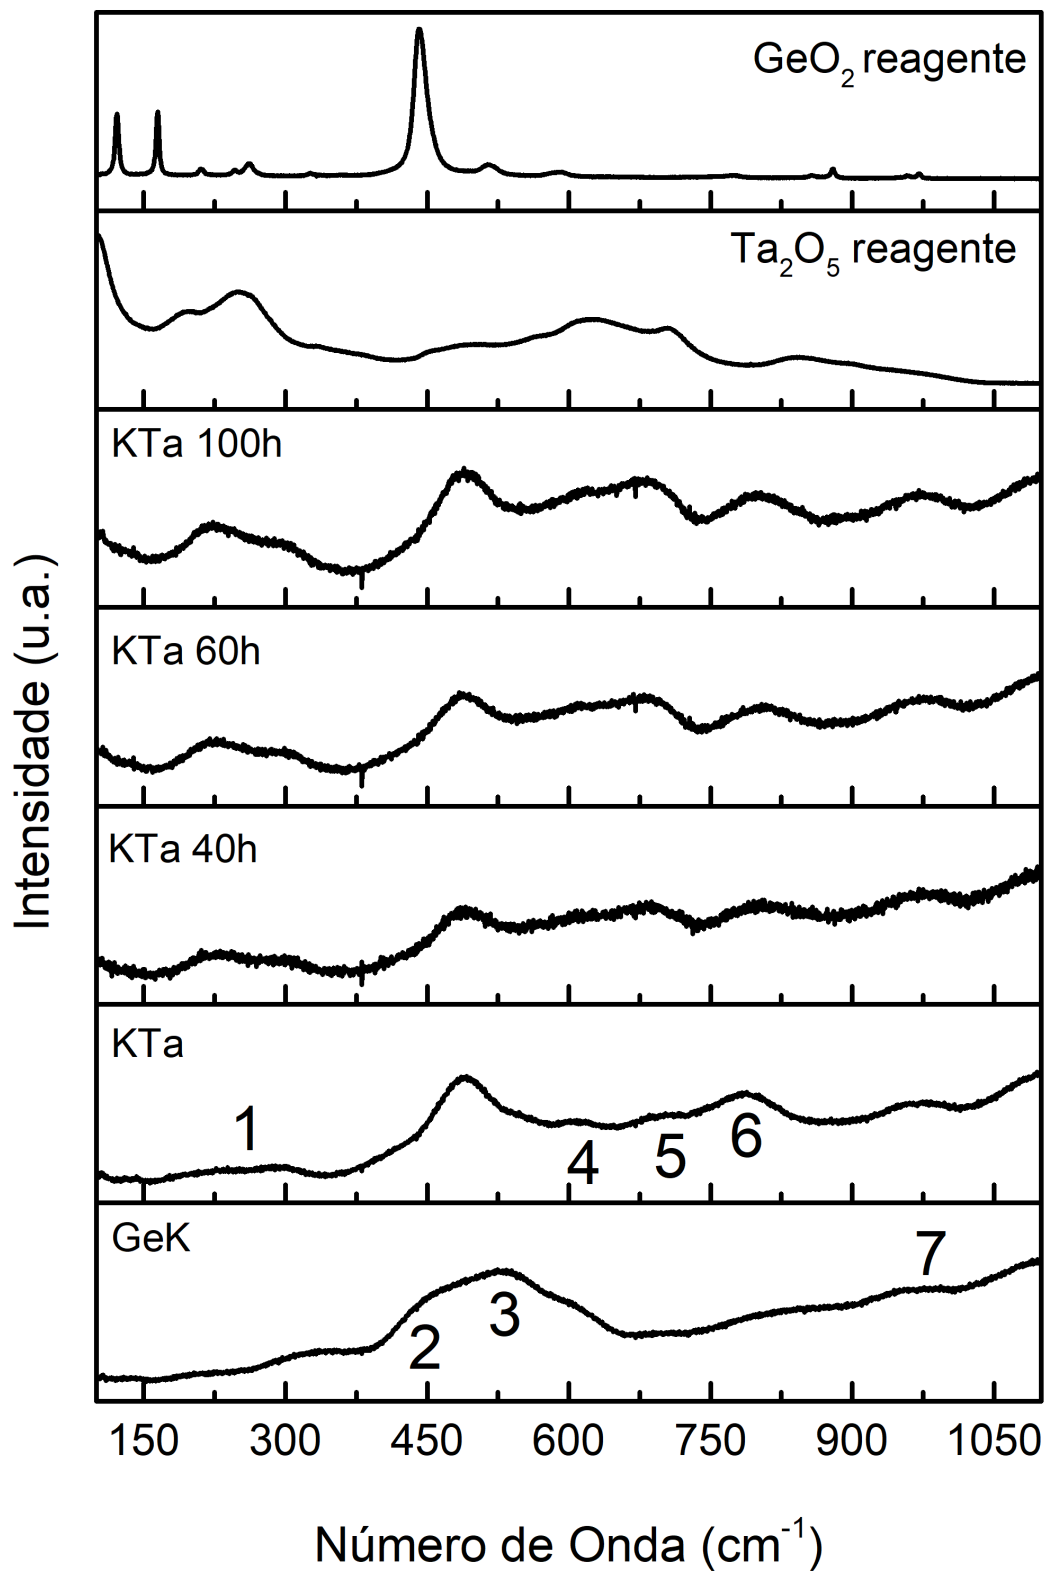 GeO₂ reagente
Ta₂O₅ reagente
KTa 100h
KTa 60h
KTa 40h
KTa
1
4
5
6
GeK
2
3
7
Intensidade (u.a.)
150 300 450 600 750 900 1050
Número de Onda (cm⁻¹)